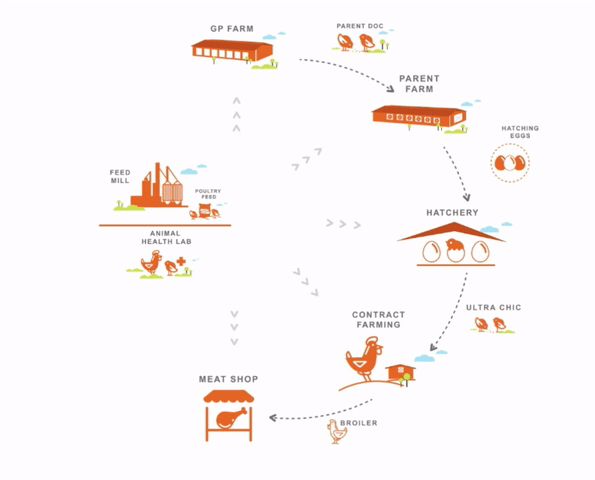 GP FARM
PARENT DOC
PARENT
FARM
HATCHING
EGGS
FEED
MILL
POULTRY
FEED
HATCHERY
ANIMAL
HEALTH LAB
ULTRA CHIC
CONTRACT
FARMING
MEAT SHOP
BROILER